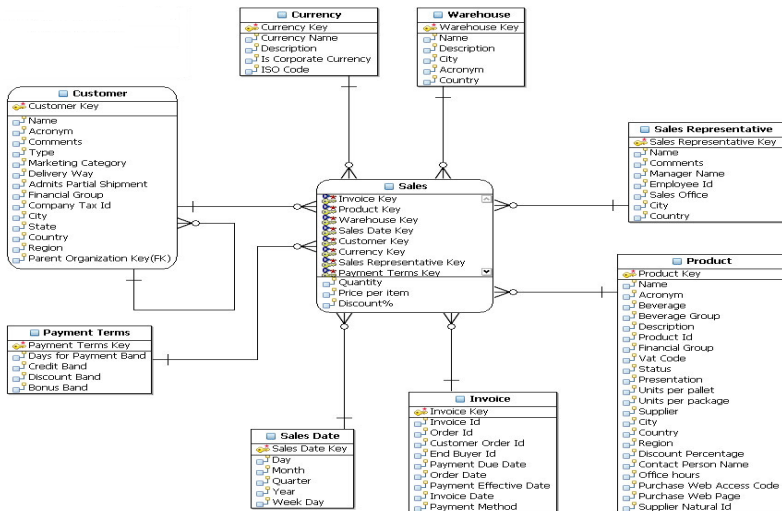 Currency
Currency Key
Currency Name
Description
Is Corporate Currency
ISO Code
Warehouse
Warehouse Key
Name
Description
City
Acronym
Country
Customer
Customer Key
Name
Acronym
Comments
Type
Marketing Category
Delivery Way
Admits Partial Shipment
Financial Group
Company Tax Id
City
State
Country
Region
Parent Organization Key(FK)
Sales
Invoice Key
Product Key
Warehouse Key
Sales Date Key
Customer Key
Currency Key
Sales Representative Key
Payment Terms Key
Quantity
Price per item
Discount%
Sales Representative
Sales Representative Key
Name
Comments
Manager Name
Employee Id
Sales Office
City
Country
Product
Product Key
Name
Acronym
Beverage
Beverage Group
Description
Product Id
Financial Group
Vat Code
Status
Presentation
Units per pallet
Units per package
Supplier
City
Country
Region
Discount Percentage
Contact Person Name
Office hours
Purchase Web Access Code
Purchase Web Page
Supplier Natural Id
Payment Terms
Payment Terms Key
Days for Payment Band
Credit Band
Discount Band
Bonus Band
Sales Date
Sales Date Key
Day
Month
Quarter
Year
Week Day
Invoice
Invoice Key
Invoice Id
Order Id
Customer Order Id
End Buyer Id
Payment Due Date
Order Date
Payment Effective Date
Invoice Date
Payment Method